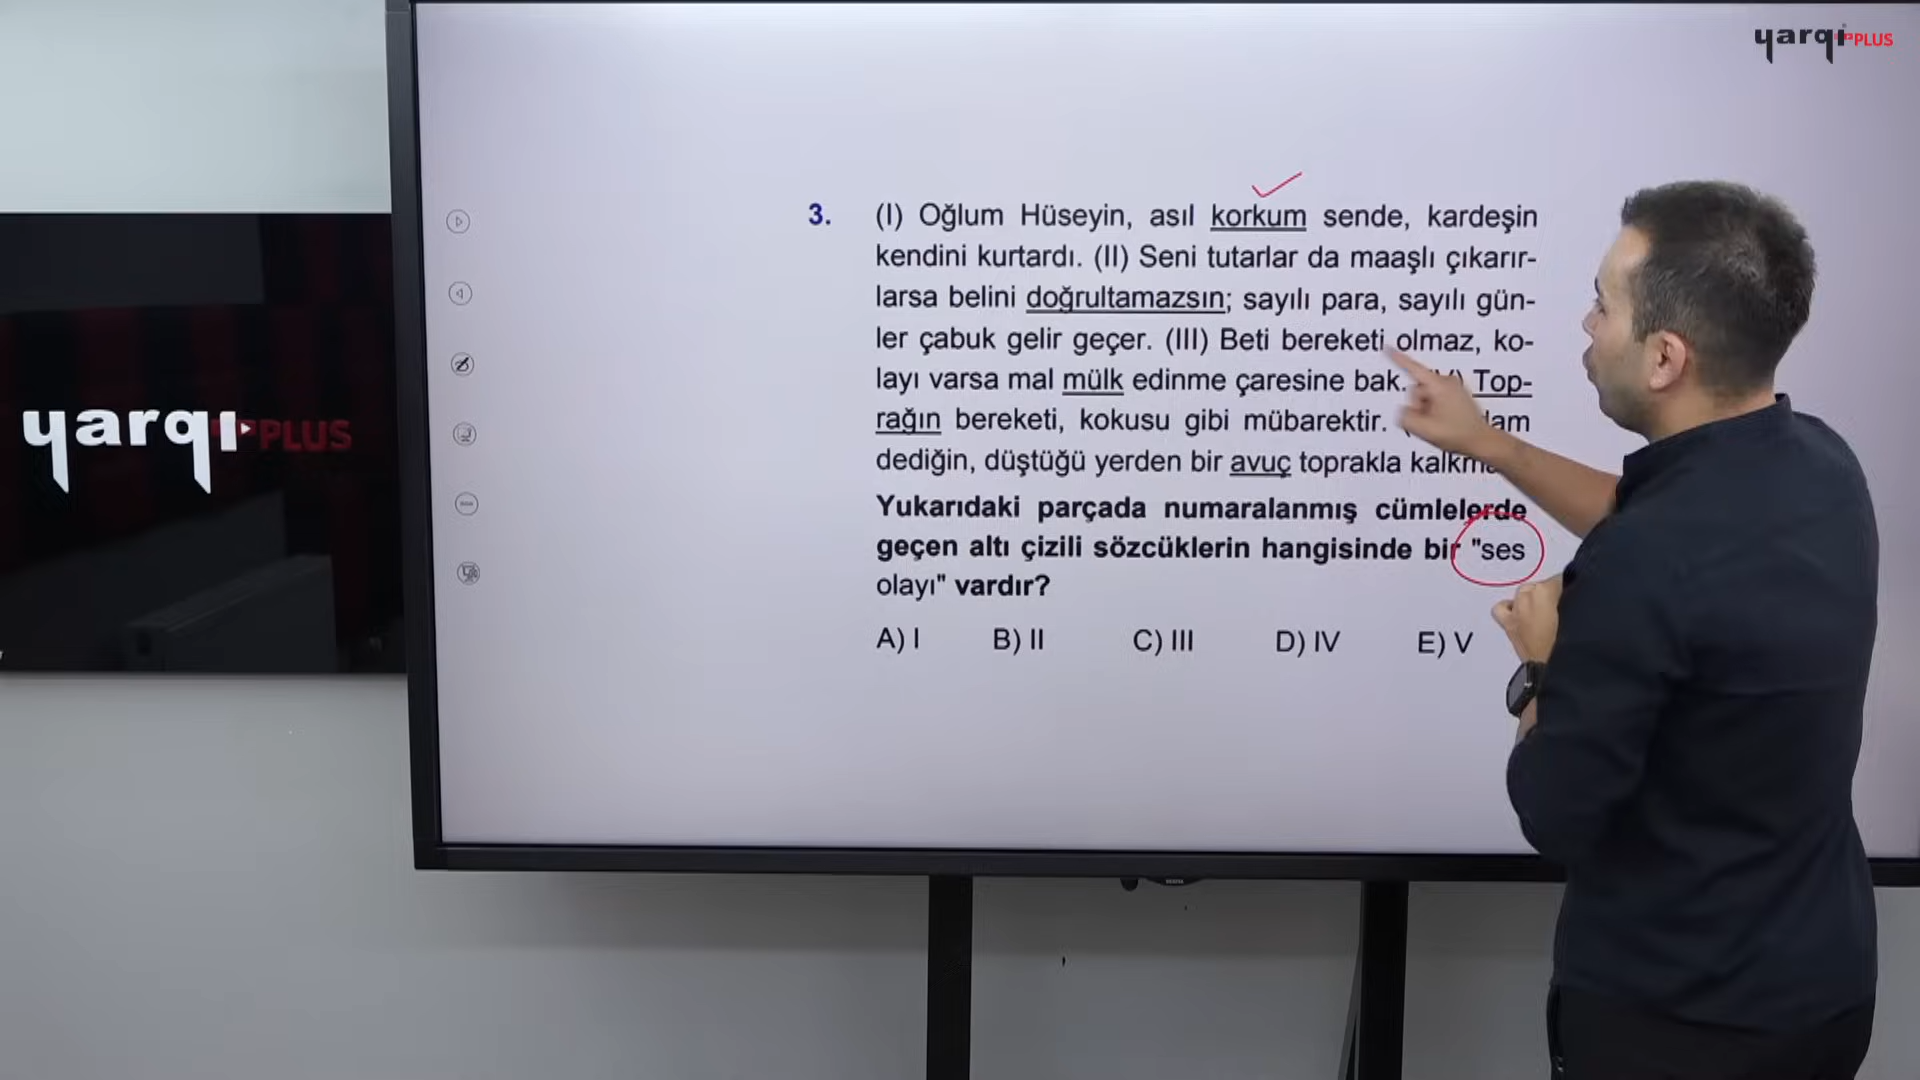 yarqı PLUS
3. (I) Oğlum Hüseyin, asıl korkum sende, kardeşin
kendini kurtardı. (II) Seni tutarlar da maaşlı çıkarır-
larsa belini doğrultamazsın; sayılı para, sayılı gün-
ler çabuk gelir geçer. (III) Beti bereketi olmaz, ko-
layı varsa mal mülk edinme çaresine bak. Top-
rağın bereketi, kokusu gibi mübarektir.
dediğin, düştüğü yerden bir avuç toprakla
Yukarıdaki parçada numaralanmış cümlelerde
geçen altı çizili sözcüklerin hangisinde bir "ses
olayı" vardır?
A) I B) II C) III D) IV E) V
yarqı PLUS